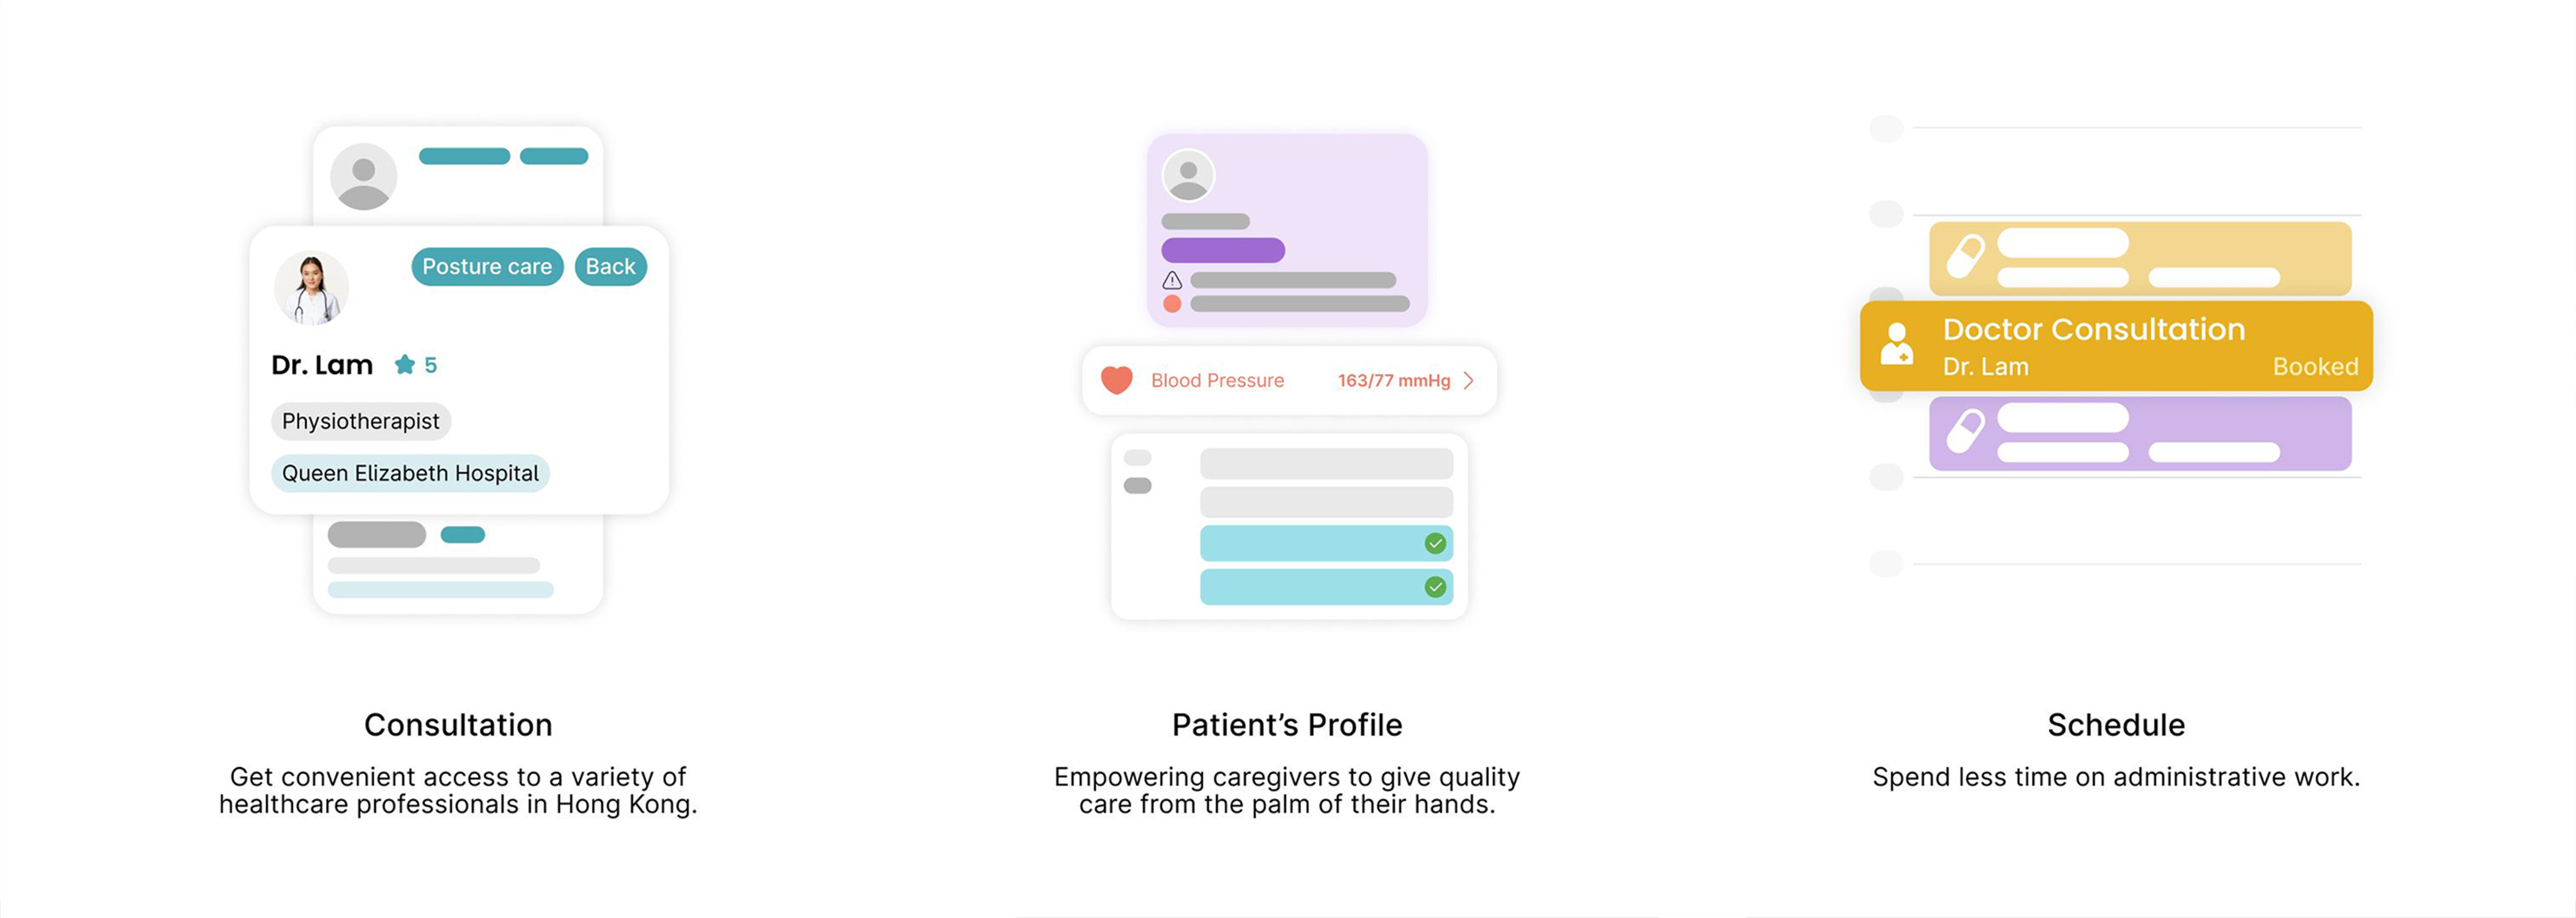 Posture care
Back
Dr. Lam
5
Physiotherapist
Queen Elizabeth Hospital
Consultation
Get convenient access to a variety of
healthcare professionals in Hong Kong.
Blood Pressure
163/77 mmHg
Patient’s Profile
Empowering caregivers to give quality
care from the palm of their hands.
Doctor Consultation
Dr. Lam
Booked
Schedule
Spend less time on administrative work.